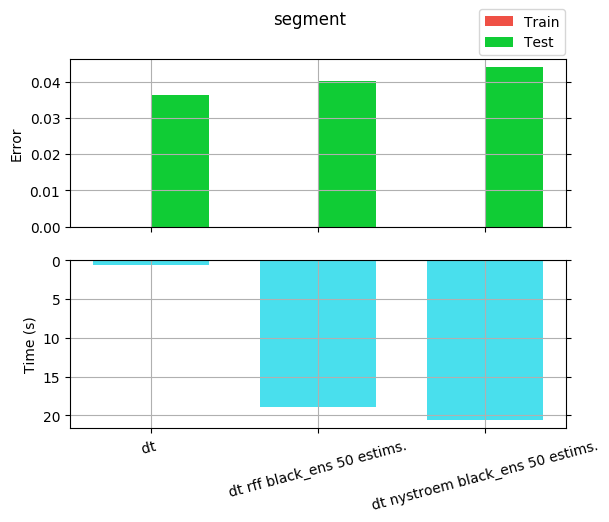 segment
Train
Test
0.04
0.03
0.02
0.01
0.00
Error
0
5
10
15
20
Time (s)
dt
dt rff black_ens 50 estims.
dt nystroem black_ens 50 estims.